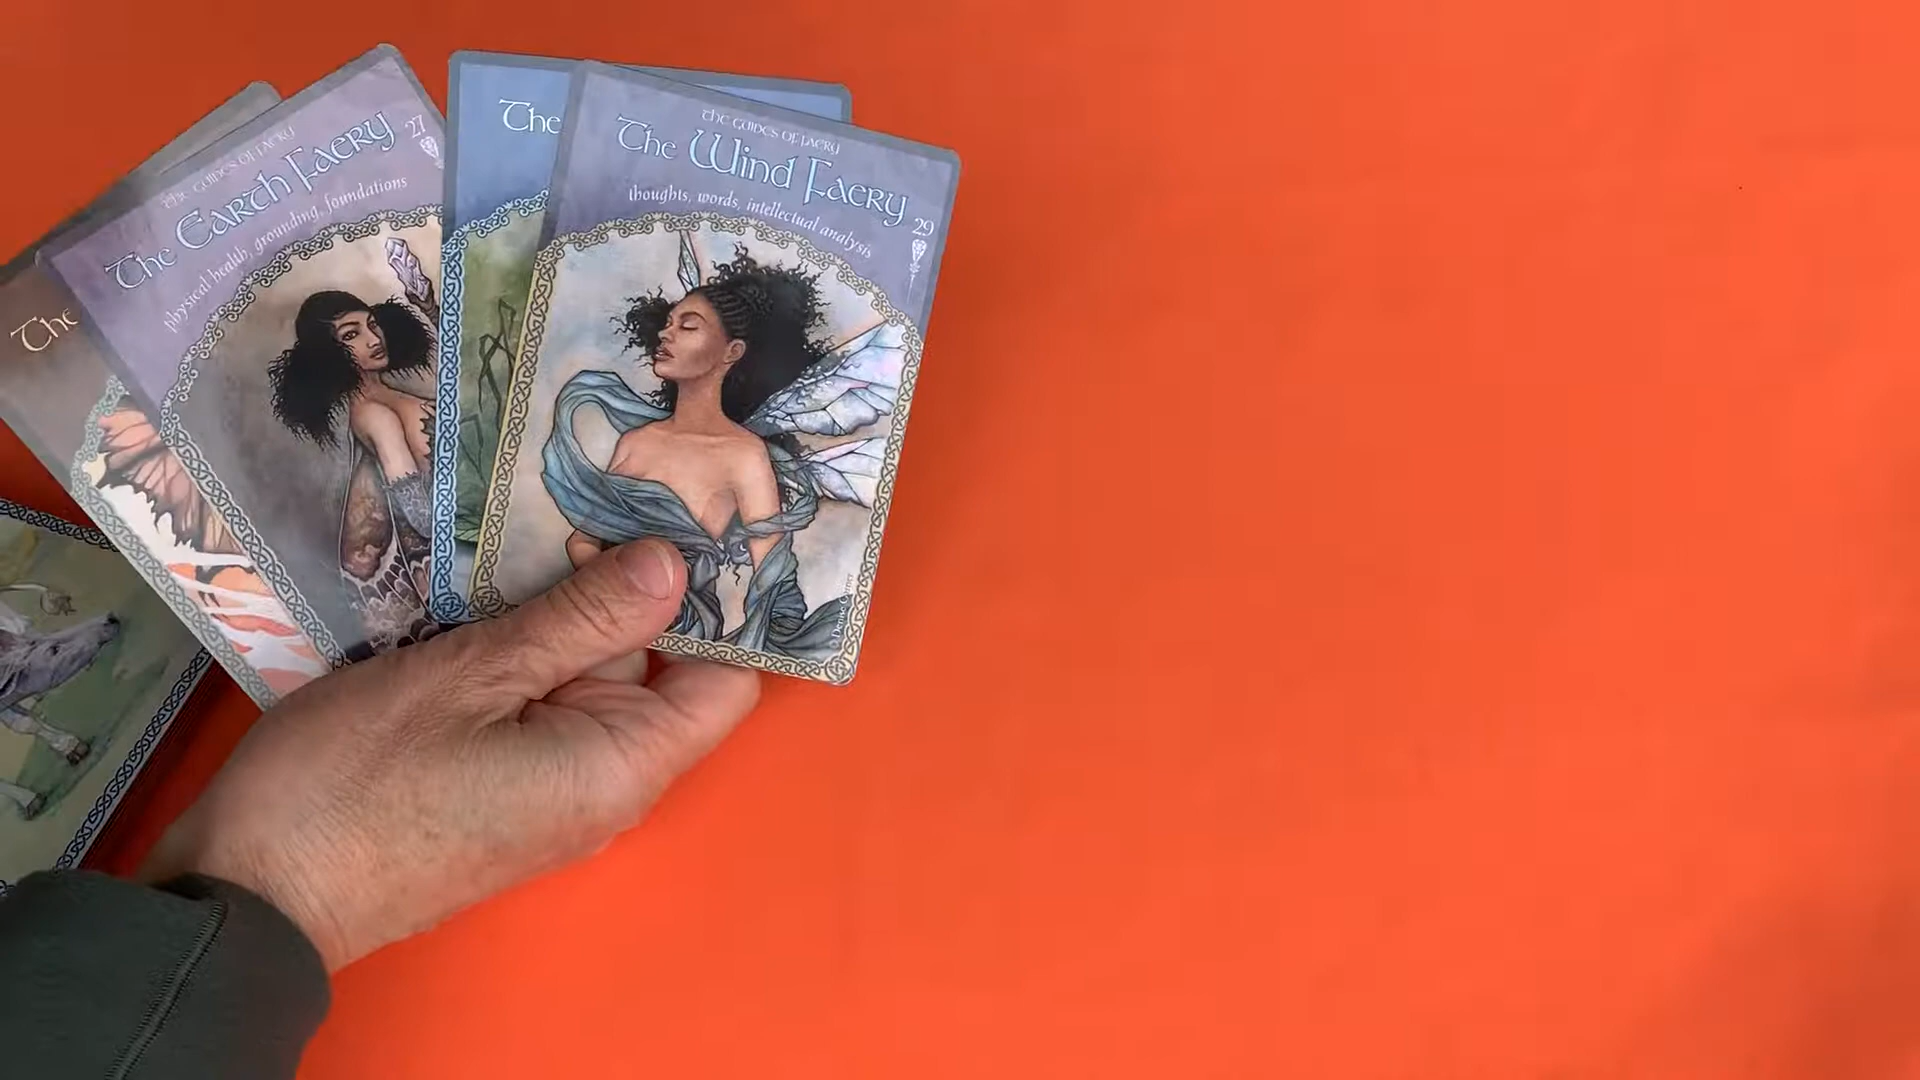 The
THE GUIDES OF FAERY
The Earth Faery
27
physical health, grounding, foundations
The
THE GUIDES OF FAERY
The Wind Faery
29
thoughts, words, intellectual analysis